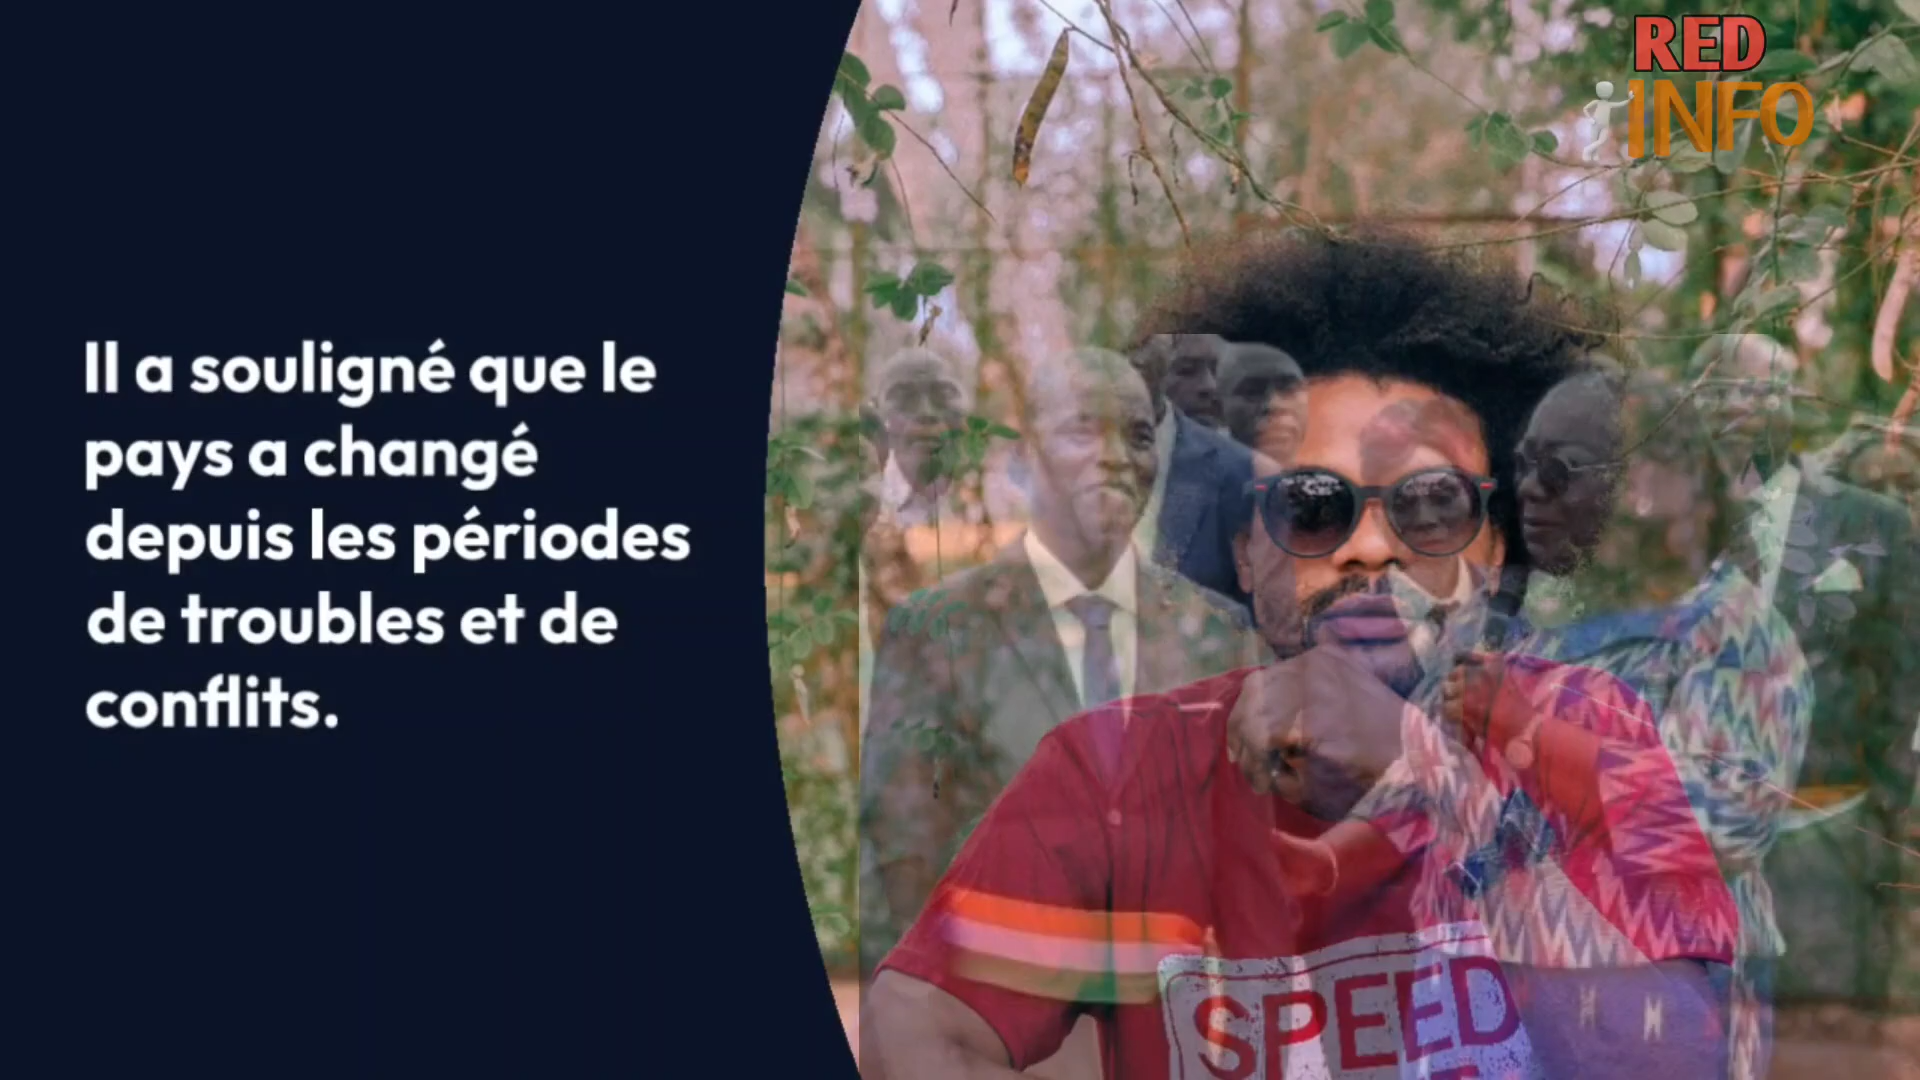 RED
INFO
Il a souligné que le
pays a changé
depuis les périodes
de troubles et de
conflits.
SPEED